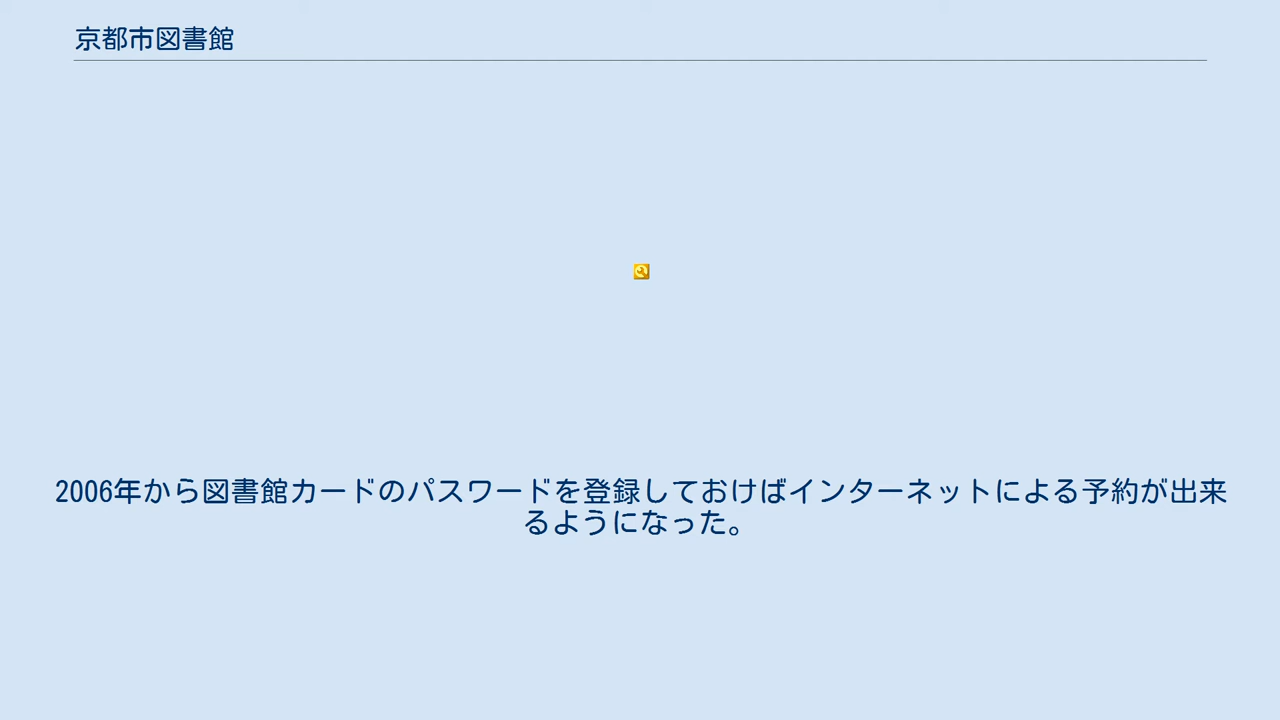 京都市図書館
2006年から図書館カードのパスワードを登録しておけばインターネットによる予約が出来
るようになった。